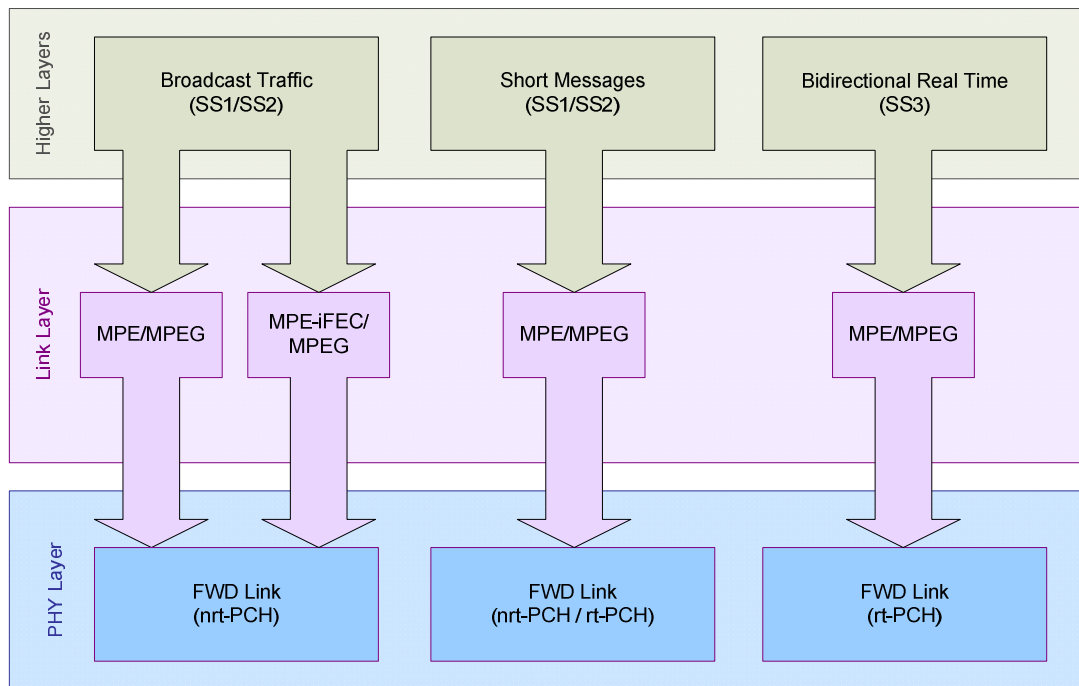 Higher Layers
Broadcast Traffic
(SS1/SS2)
Short Messages
(SS1/SS2)
Bidirectional Real Time
(SS3)
Link Layer
MPE/MPEG
MPE-iFEC/
MPEG
MPE/MPEG
MPE/MPEG
PHY Layer
FWD Link
(nrt-PCH)
FWD Link
(nrt-PCH / rt-PCH)
FWD Link
(rt-PCH)